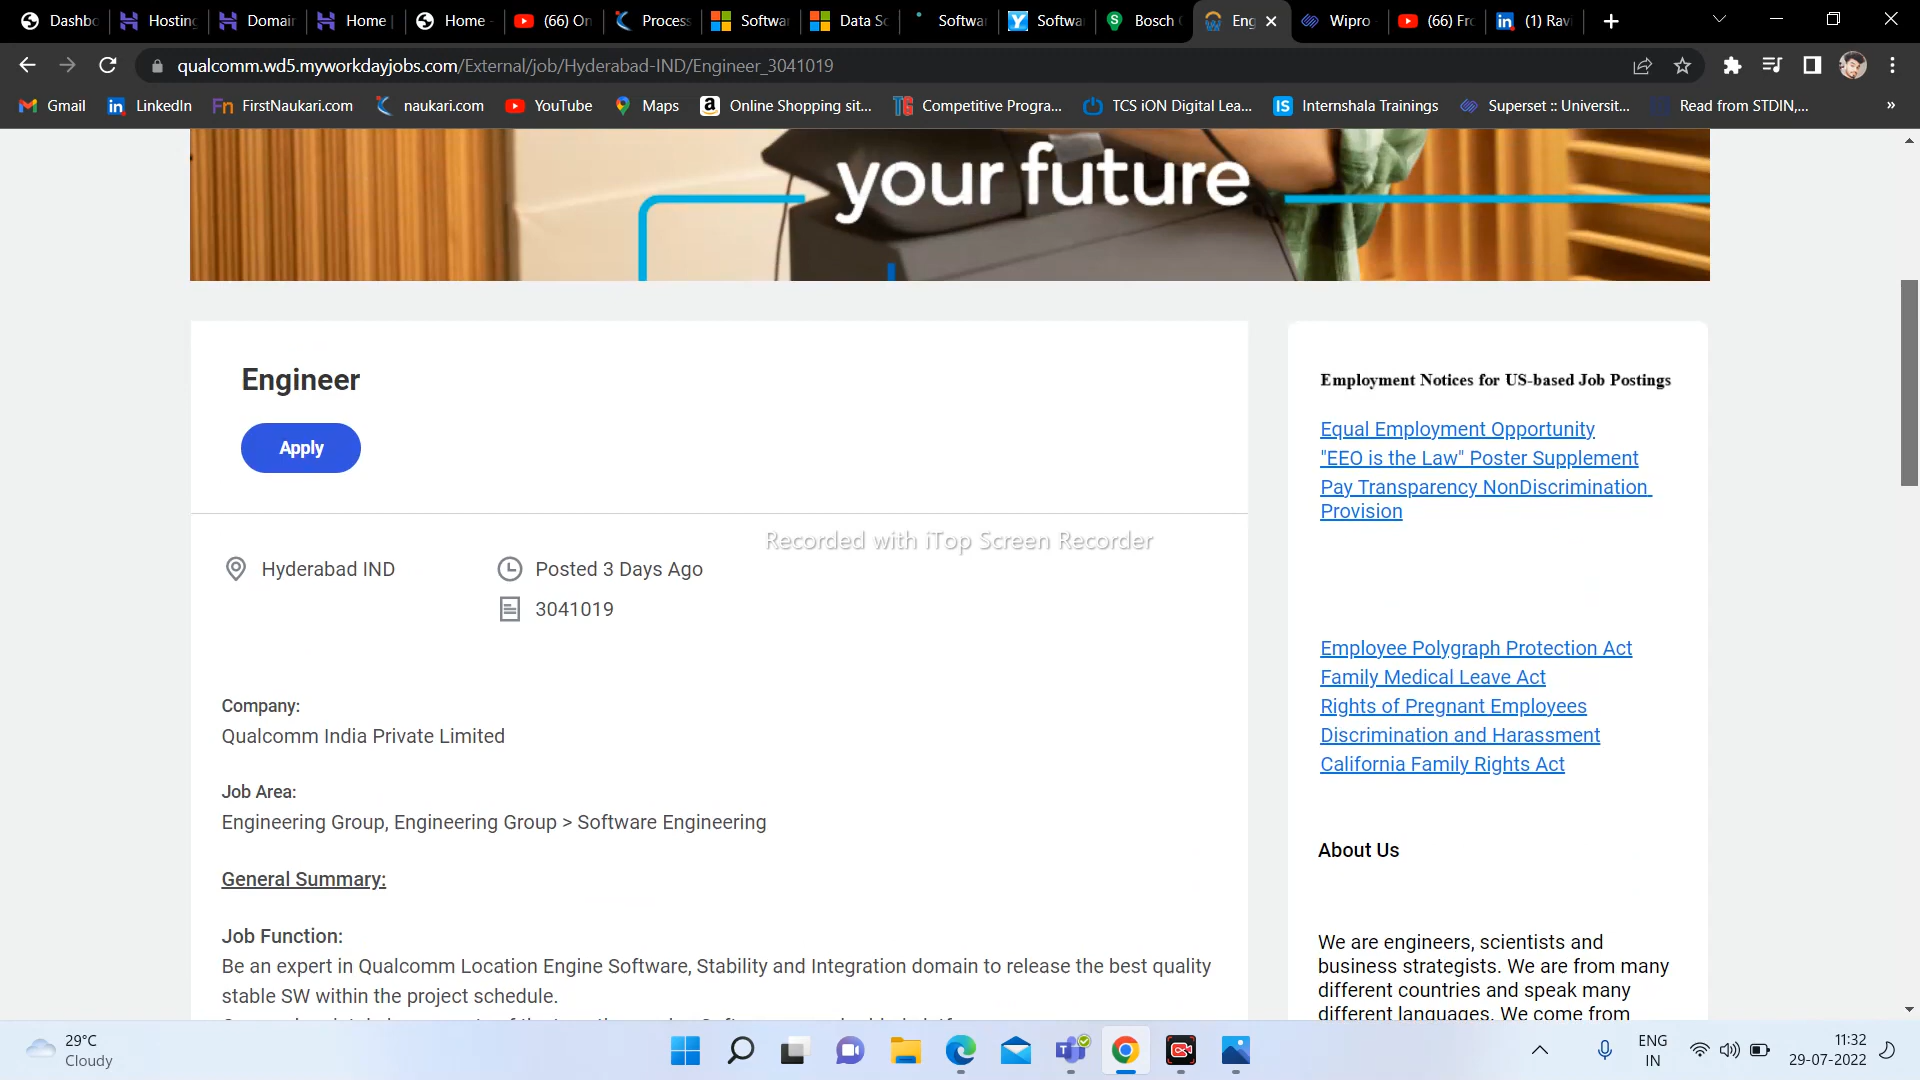 Dashbo
Hosting
Domain
Home
Home
(66) On
Process
Softwa
Data Sc
Softwa
Softwa
Bosch
Eng
Wipro
(66) Fr
(1) Rav
qualcomm.wd5.myworkdayjobs.com/External/job/Hyderabad-IND/Engineer_3041019
Gmail
LinkedIn
FirstNaukari.com
naukari.com
YouTube
Maps
Online Shopping sit...
Competitive Progra...
TCS iON Digital Lea...
Internshala Trainings
Superset :: Universit...
Read from STDIN,...
»
your future
Engineer
Apply
Hyderabad IND
Posted 3 Days Ago
3041019
Company:
Qualcomm India Private Limited
Job Area:
Engineering Group, Engineering Group > Software Engineering
General Summary:
Job Function:
Be an expert in Qualcomm Location Engine Software, Stability and Integration domain to release the best quality
stable SW within the project schedule.
Employment Notices for US-based Job Postings
Equal Employment Opportunity
"EEO is the Law" Poster Supplement
Pay Transparency NonDiscrimination
Provision
Employee Polygraph Protection Act
Family Medical Leave Act
Rights of Pregnant Employees
Discrimination and Harassment
California Family Rights Act
About Us
We are engineers, scientists and
business strategists. We are from many
different countries and speak many
different languages. We come from
Recorded with iTop Screen Recorder
29°C
Cloudy
ENG
IN
11:32
29-07-2022